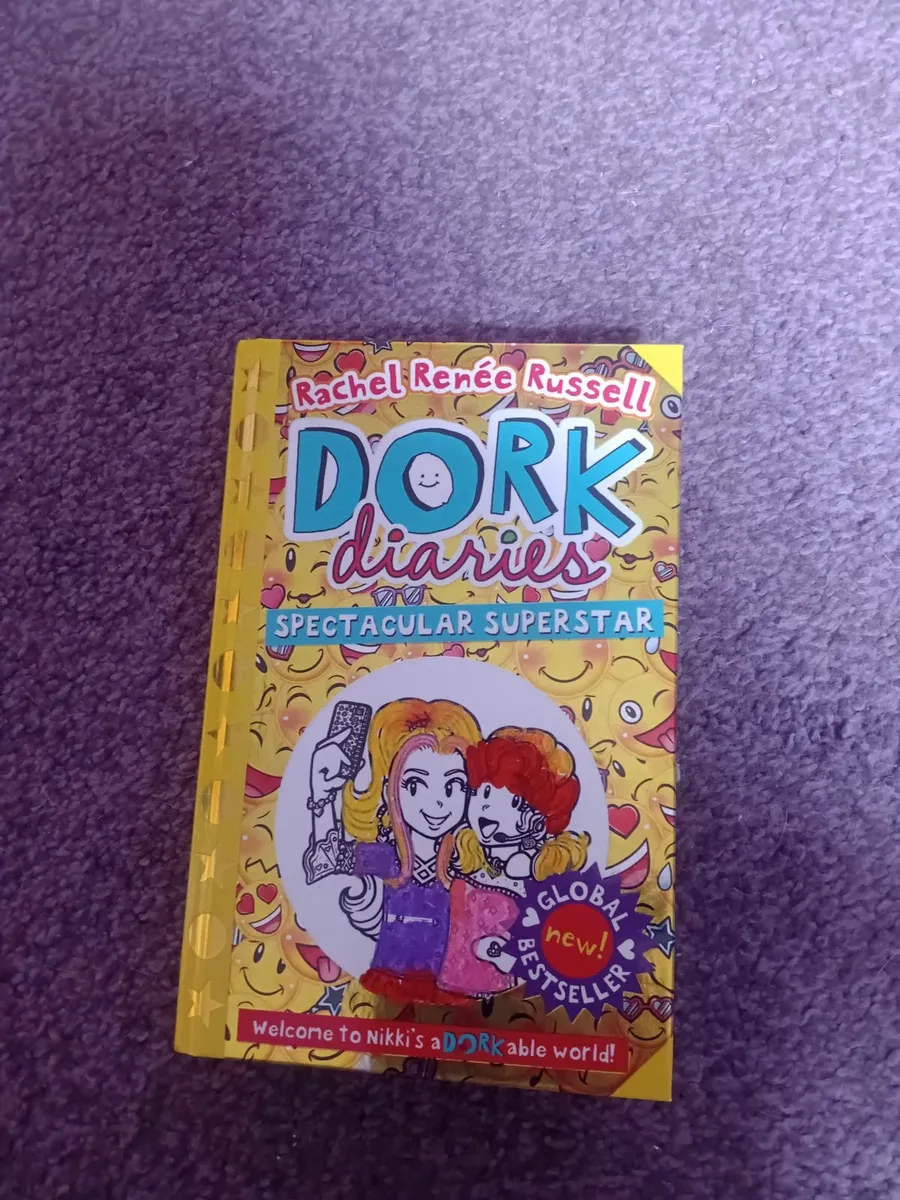 Rachel Renée Russell
DORK
diaries
SPECTACULAR SUPERSTAR
GLOBAL
new!
BESTSELLER
Welcome to Nikki's aDORKable world!